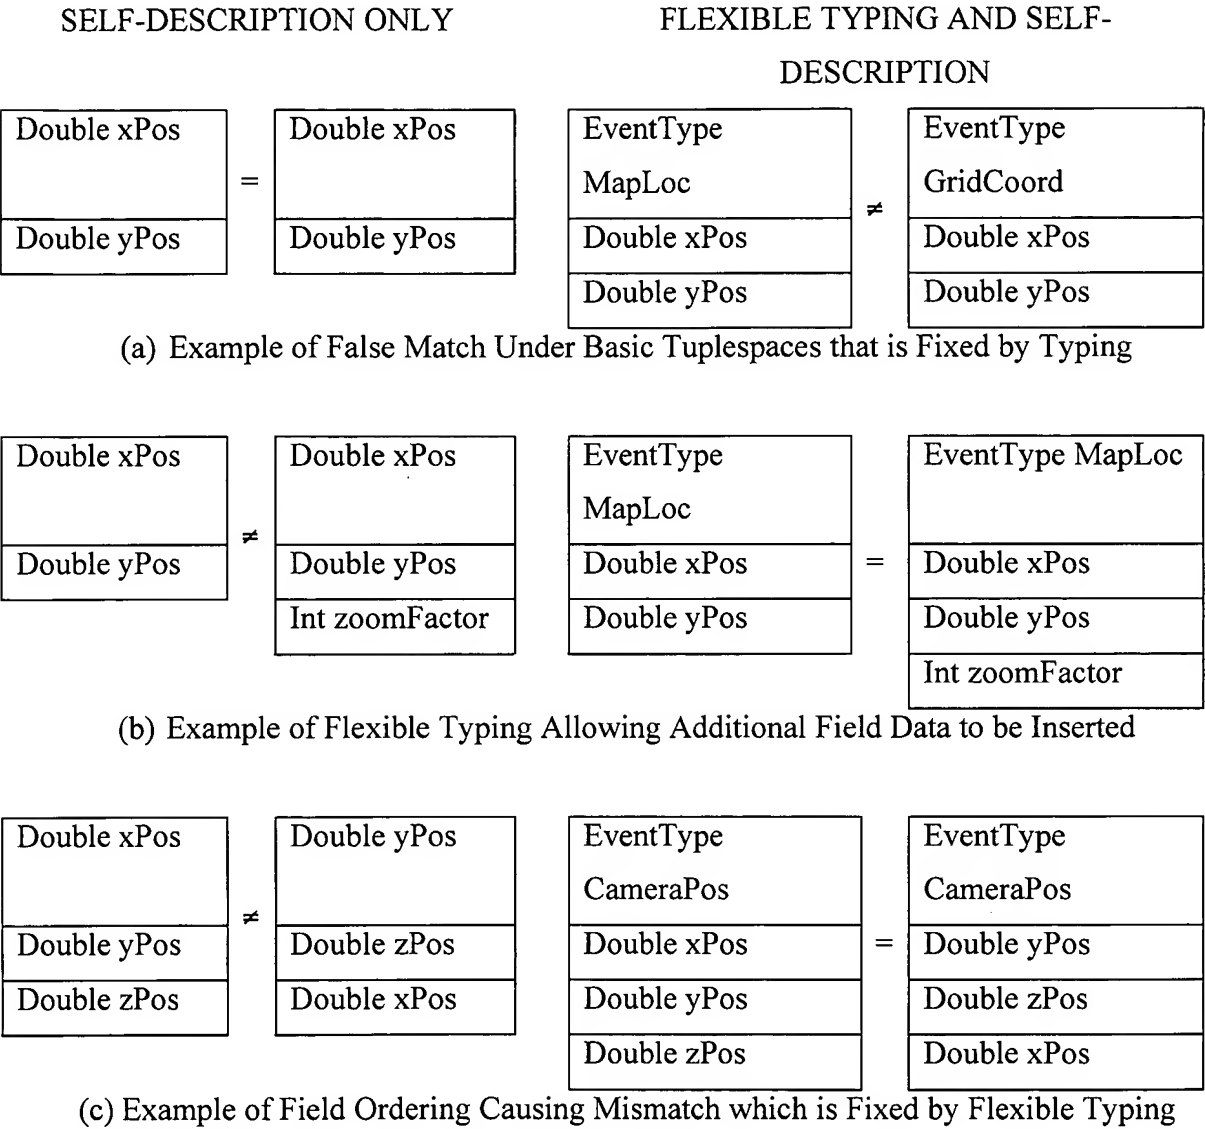 SELF-DESCRIPTION ONLY
FLEXIBLE TYPING AND SELF-
DESCRIPTION
Double xPos
Double yPos
=
Double xPos
Double yPos
EventType
MapLoc
Double xPos
Double yPos
≠
EventType
GridCoord
Double xPos
Double yPos
(a) Example of False Match Under Basic Tuplespaces that is Fixed by Typing
Double xPos
Double yPos
≠
Double xPos
Double yPos
Int zoomFactor
EventType
MapLoc
Double xPos
Double yPos
=
EventType MapLoc
Double xPos
Double yPos
Int zoomFactor
(b) Example of Flexible Typing Allowing Additional Field Data to be Inserted
Double xPos
Double yPos
Double zPos
≠
Double yPos
Double zPos
Double xPos
EventType
CameraPos
Double xPos
Double yPos
Double zPos
=
EventType
CameraPos
Double yPos
Double zPos
Double xPos
(c) Example of Field Ordering Causing Mismatch which is Fixed by Flexible Typing